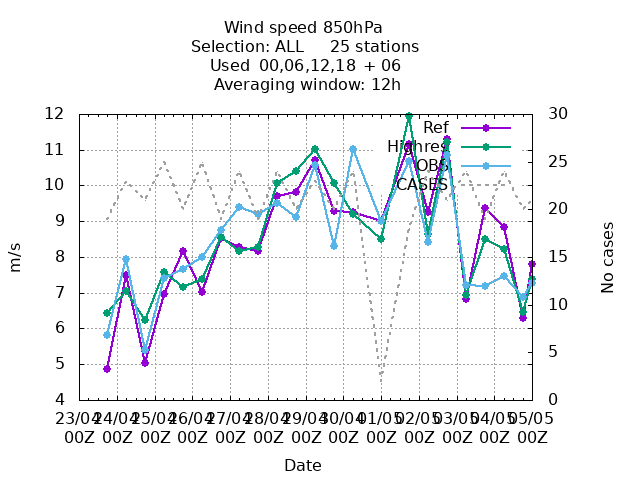 Wind speed 850hPa
Selection: ALL     25 stations
Used  00,06,12,18 + 06
Averaging window: 12h
m/s
12
11
10
9
8
7
6
5
4
30
25
20
15
10
5
0
No cases
Ref
Highres
OBS
CASES
23/04 24/04 25/04 26/04 27/04 28/04 29/04 30/04 01/05 02/05 03/05 04/05 05/05
00Z 00Z 00Z 00Z 00Z 00Z 00Z 00Z 00Z 00Z 00Z 00Z 00Z
Date